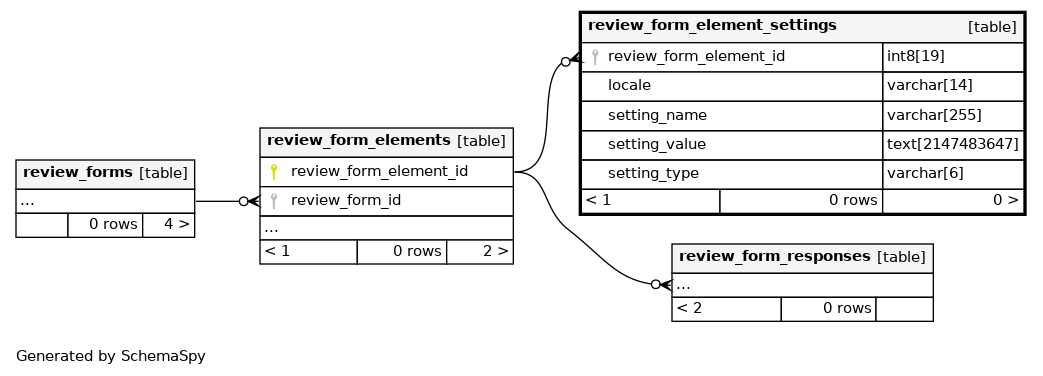 review_form_element_settings [table]
review_form_element_id int8[19]
locale varchar[14]
setting_name varchar[255]
setting_value text[2147483647]
setting_type varchar[6]
< 1 0 rows 0 >
review_form_elements [table]
review_form_element_id
review_form_id
...
< 1 0 rows 2 >
review_forms [table]
...
0 rows 4 >
review_form_responses [table]
...
< 2 0 rows
Generated by SchemaSpy